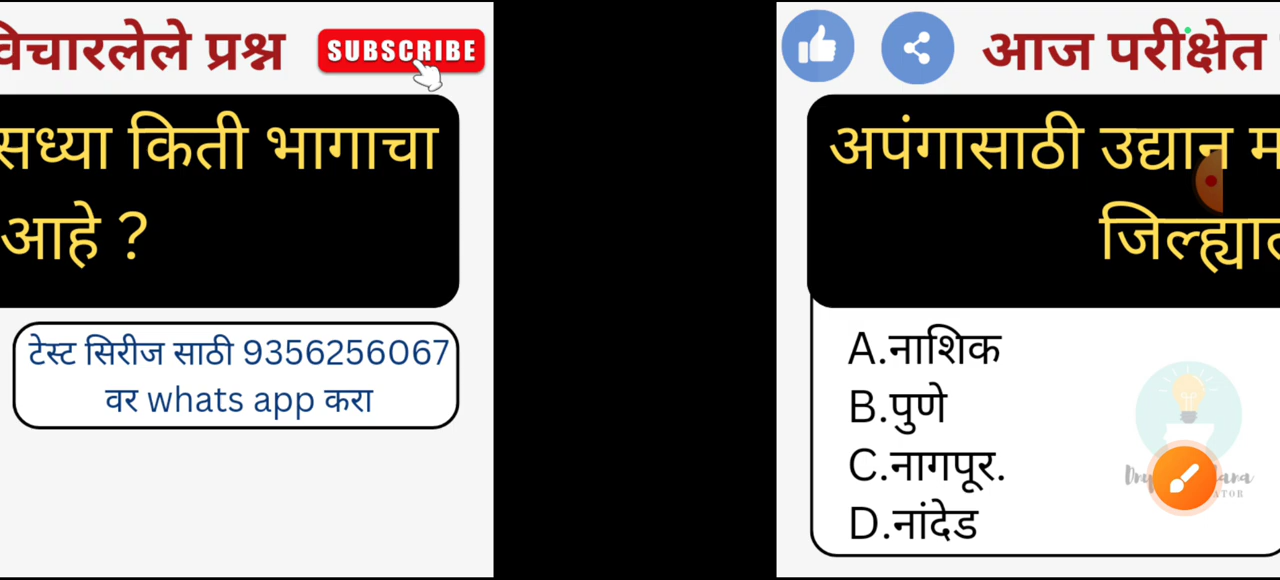 विचारलेले प्रश्न
SUBSCRIBE
सध्या किती भागाचा
आहे ?
टेस्ट सिरीज साठी 9356256067
वर whats app करा
आज परीक्षेत
अपंगासाठी उद्यान
A.नाशिक
B.पुणे
C.नागपूर.
D.नांदेड